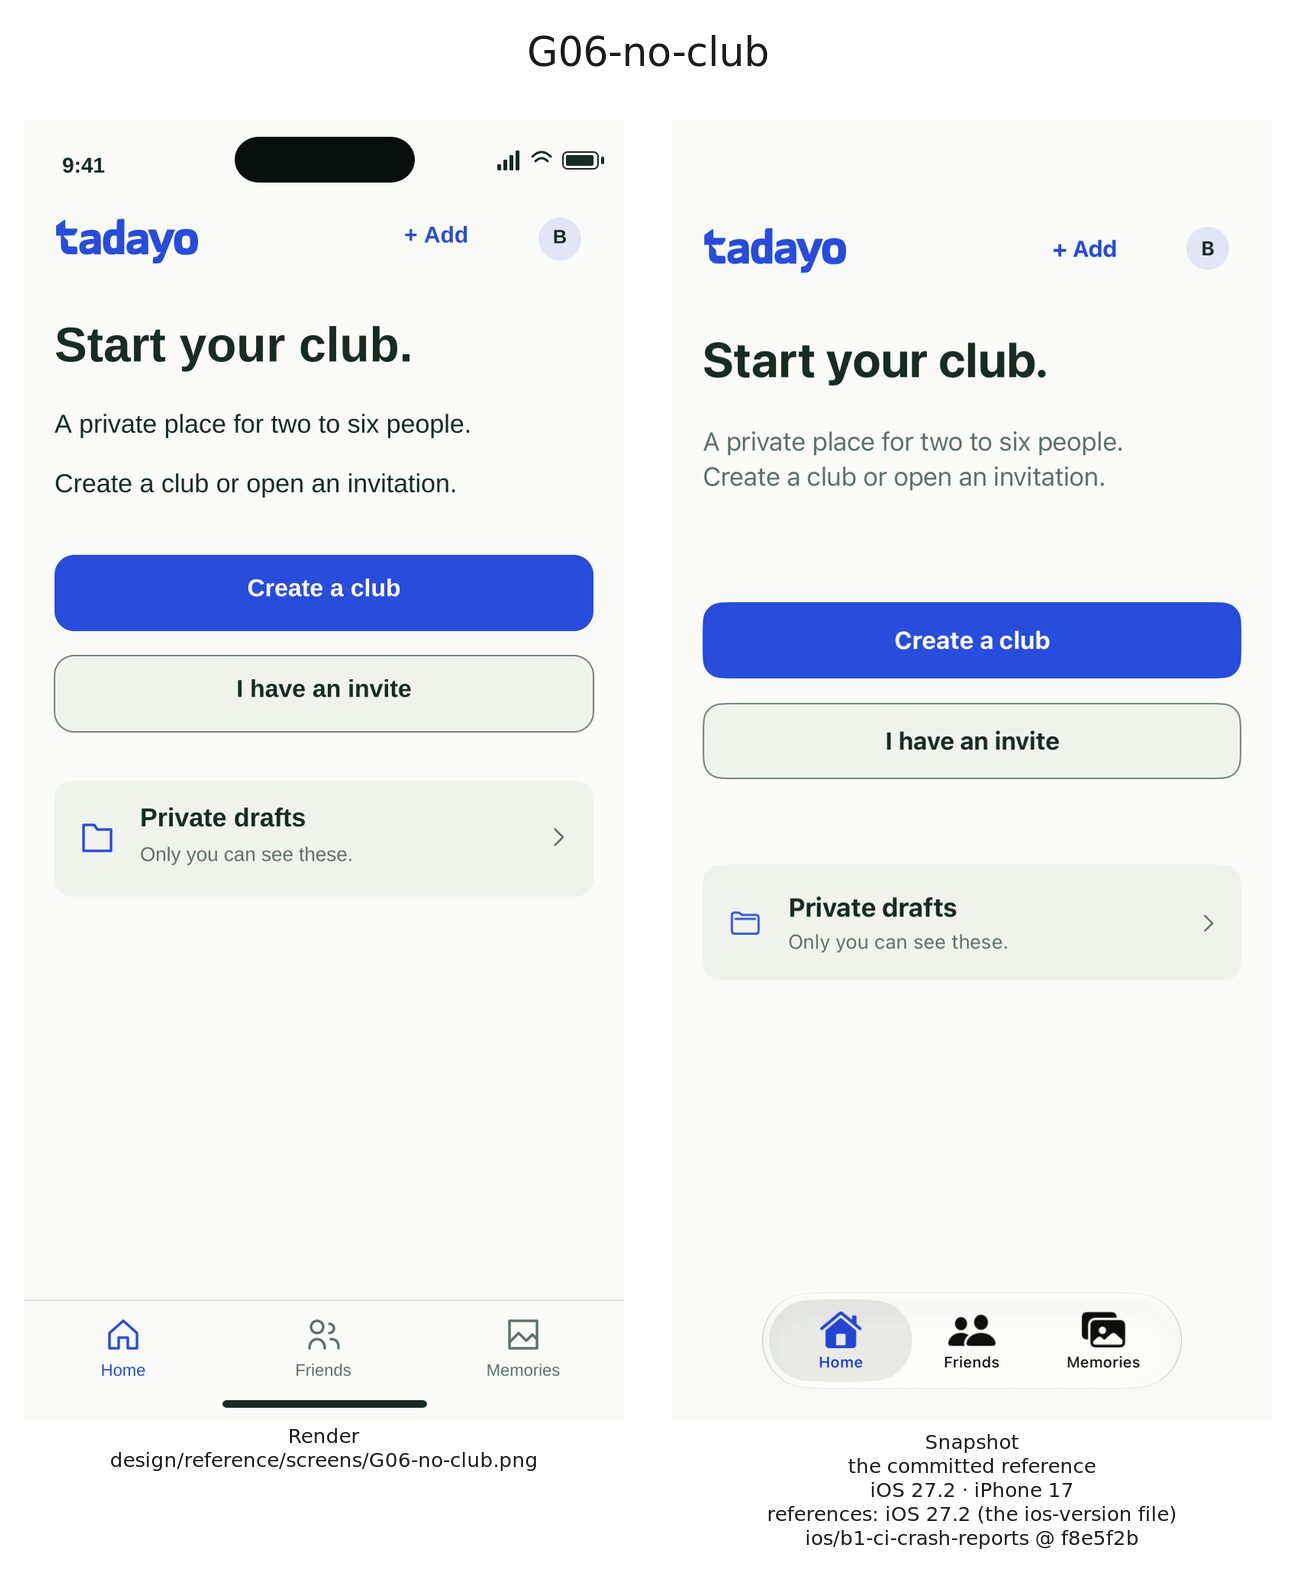 G06-no-club
9:41
tadayo
+ Add
B
Start your club.
A private place for two to six people.
Create a club or open an invitation.
Create a club
I have an invite
Private drafts
Only you can see these.
Home
Friends
Memories
Render
design/reference/screens/G06-no-club.png
tadayo
+ Add
B
Start your club.
A private place for two to six people.
Create a club or open an invitation.
Create a club
I have an invite
Private drafts
Only you can see these.
Home
Friends
Memories
Snapshot
the committed reference
iOS 27.2 · iPhone 17
references: iOS 27.2 (the ios-version file)
ios/b1-ci-crash-reports @ f8e5f2b